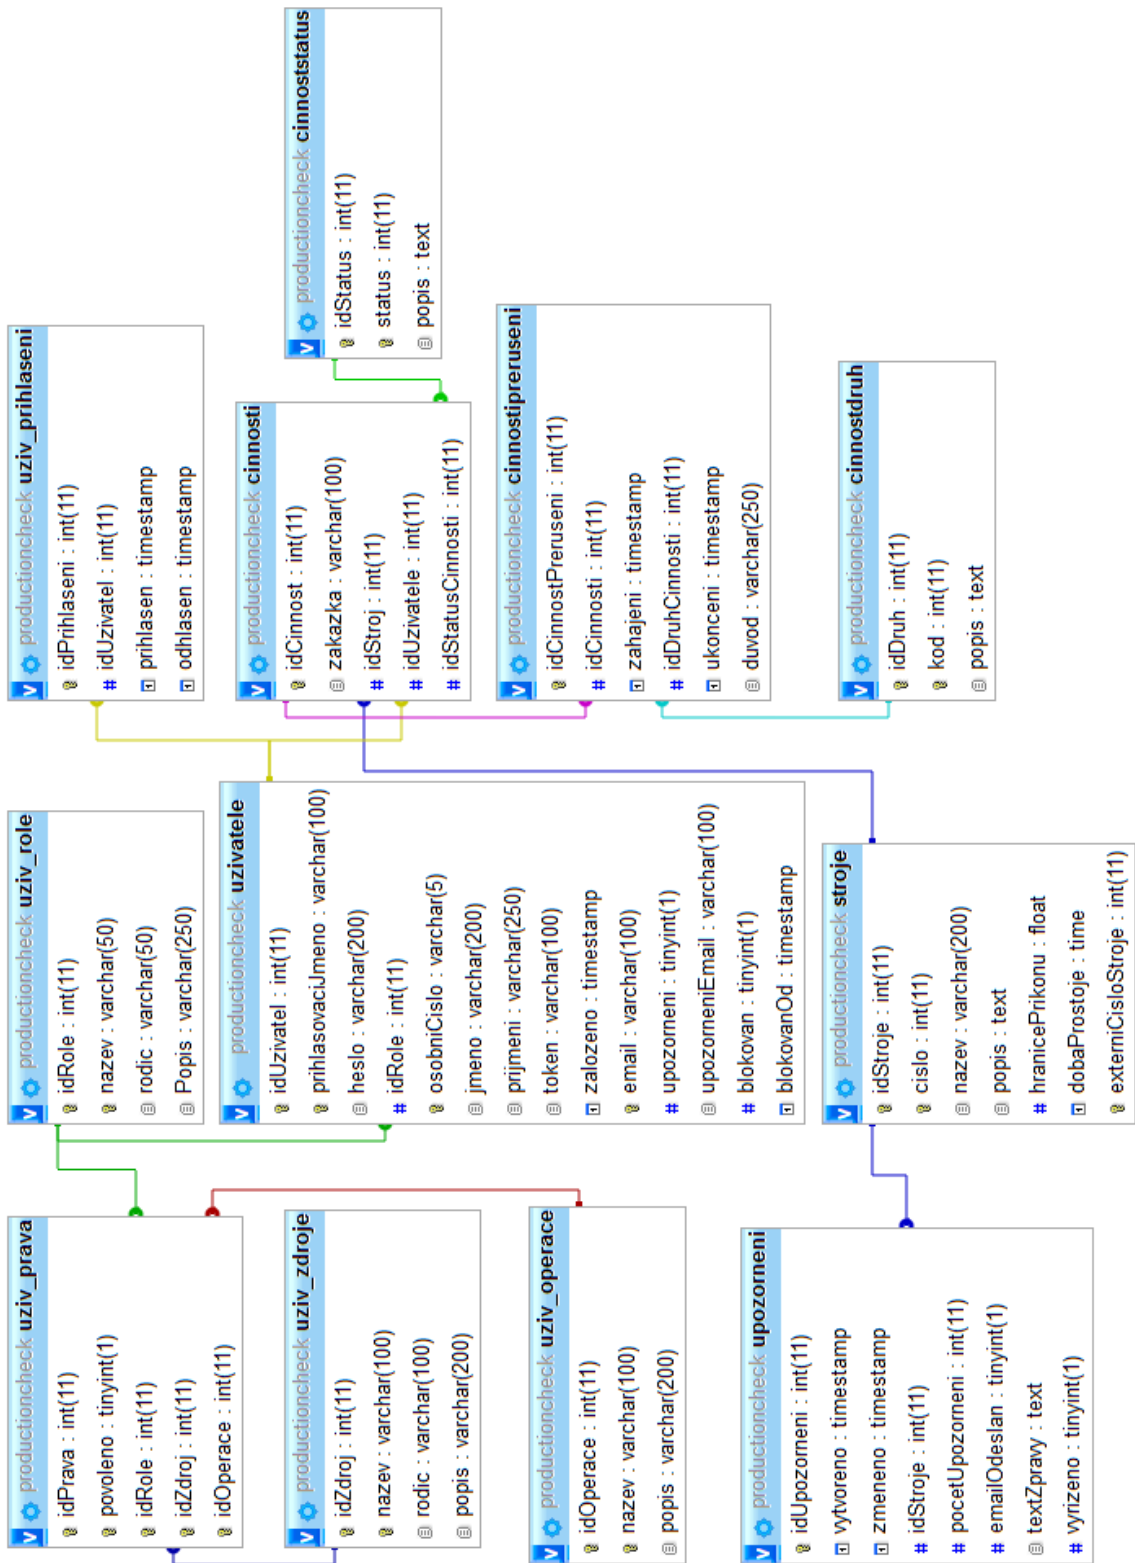 v productioncheck uziv_prava
idPrava : int(11)
povoleno : tinyint(1)
# idRole : int(11)
idZdroj : int(11)
idOperace : int(11)
v productioncheck uziv_zdroje
idZdroj : int(11)
nazev : varchar(100)
rodic : varchar(100)
popis : varchar(200)
v productioncheck uziv_operace
idOperace : int(11)
nazev : varchar(100)
popis : varchar(200)
v productioncheck upozorneni
idUpozorneni : int(11)
vytvoreno : timestamp
zmeneno : timestamp
# idStroje : int(11)
# pocetUpozorneni : int(11)
# emailOdeslan : tinyint(1)
textZpravy : text
# vyrizeno : tinyint(1)
v productioncheck uziv_role
idRole : int(11)
nazev : varchar(50)
rodic : varchar(50)
Popis : varchar(250)
v productioncheck uzivatele
idUzivatel : int(11)
prihlasovaciJmeno : varchar(100)
heslo : varchar(200)
# idRole : int(11)
osobniCislo : varchar(5)
jmeno : varchar(200)
prijmeni : varchar(250)
token : varchar(100)
zalozeno : timestamp
email : varchar(100)
# upozorneni : tinyint(1)
upozorneniEmail : varchar(100)
# blokovan : tinyint(1)
blokovanOd : timestamp
v productioncheck stroje
idStroje : int(11)
cislo : int(11)
nazev : varchar(200)
popis : text
# hranicePrikonu : float
dobaProstoje : time
externiCisloStroje : int(11)
v productioncheck uziv_prihlaseni
idPrihlaseni : int(11)
# idUzivatel : int(11)
prihlasen : timestamp
odhlasen : timestamp
v productioncheck cinnosti
idCinnost : int(11)
zakazka : varchar(100)
# idStroj : int(11)
# idUzivatele : int(11)
# idStatusCinnosti : int(11)
v productioncheck cinnostipreruseni
idCinnostPreruseni : int(11)
# idCinnosti : int(11)
zahajeni : timestamp
# idDruhCinnosti : int(11)
ukonceni : timestamp
duvod : varchar(250)
v productioncheck cinnostdruh
idDruh : int(11)
kod : int(11)
popis : text
v productioncheck cinnoststatus
idStatus : int(11)
status : int(11)
popis : text